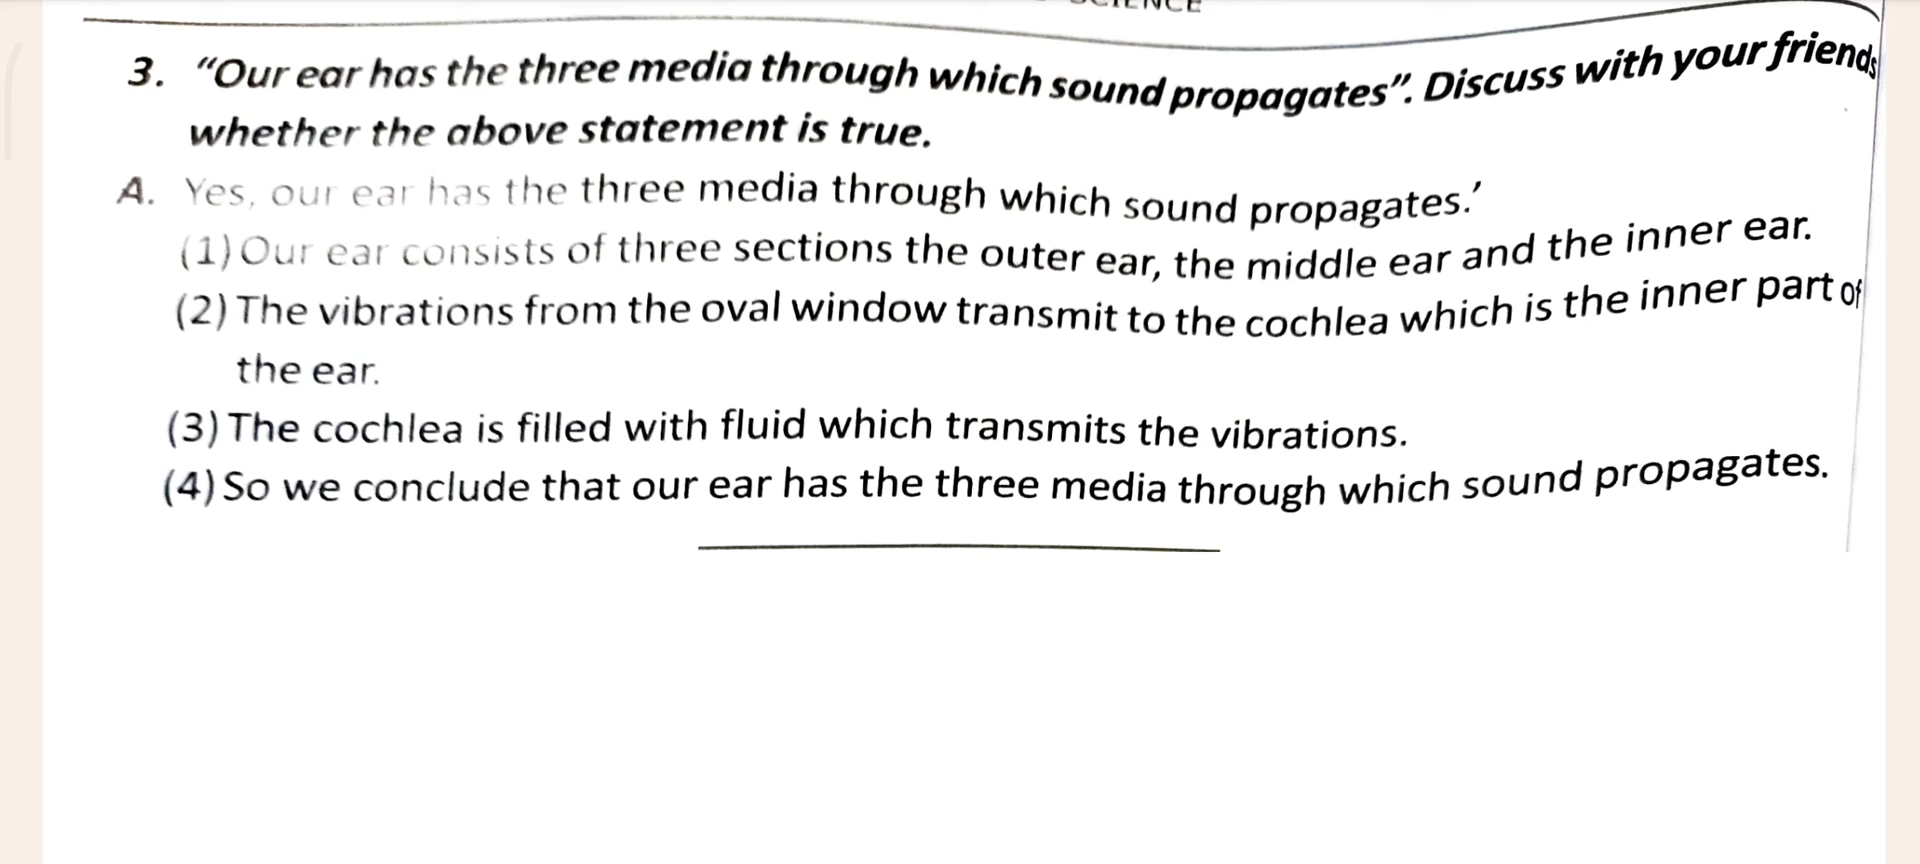 SCIENCE
3. “Our ear has the three media through which sound propagates”. Discuss with your friends
whether the above statement is true.
A. Yes, our ear has the three media through which sound propagates.’
(1) Our ear consists of three sections the outer ear, the middle ear and the inner ear.
(2) The vibrations from the oval window transmit to the cochlea which is the inner part of
the ear.
(3) The cochlea is filled with fluid which transmits the vibrations.
(4) So we conclude that our ear has the three media through which sound propagates.